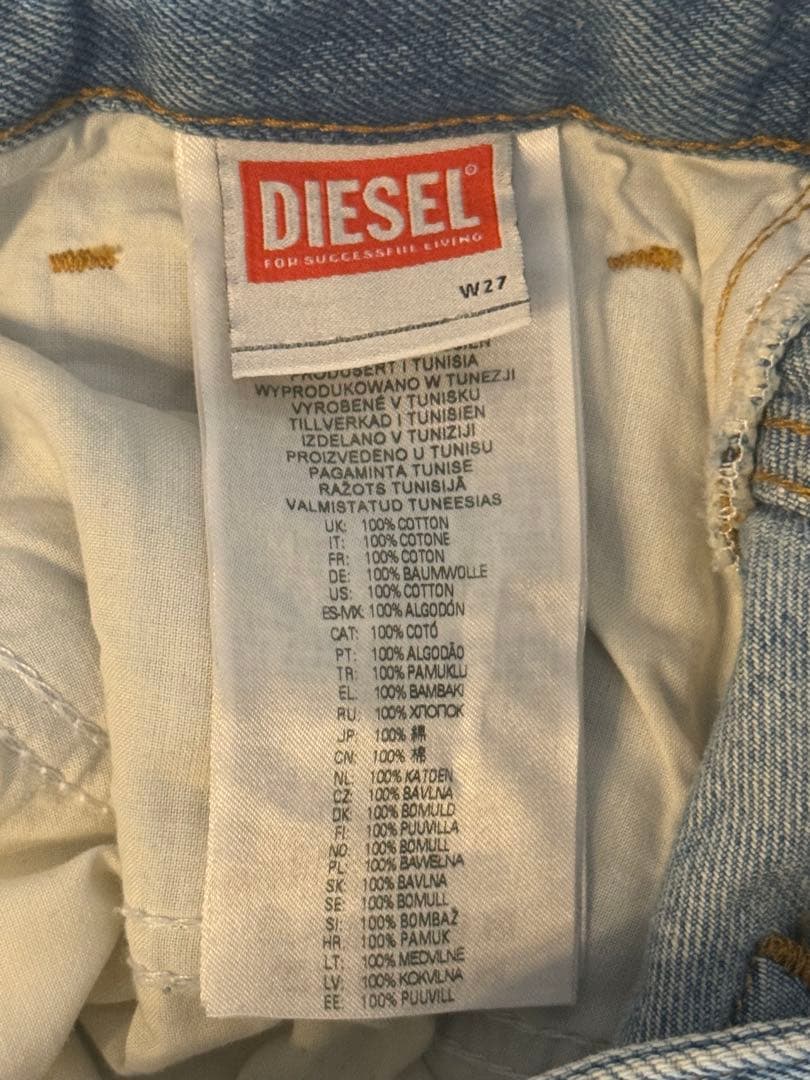 DIESEL®
FOR SUCCESSFUL LIVING
W27
PRODUSERT I TUNISIA
WYPRODUKOWANO W TUNEZJI
VYROBENÉ V TUNISKU
TILLVERKAD I TUNISIEN
IZDELANO V TUNIZIJI
PROIZVEDENO U TUNISU
PAGAMINTA TUNISE
RAŽOTS TUNISIJĀ
VALMISTATUD TUNEESIAS
UK: 100% COTTON
IT: 100% COTONE
FR: 100% COTON
DE: 100% BAUMWOLLE
US: 100% COTTON
ES-MX: 100% ALGODÓN
CAT: 100% COTÓ
PT: 100% ALGODÃO
TR: 100% PAMUKLU
EL: 100% BAMBAKI
RU: 100% ХЛОПОК
JP: 100% 綿
CN: 100% 棉
NL: 100% KATOEN
CZ: 100% BAVLNA
DK: 100% BOMULD
FI: 100% PUUVILLA
NO: 100% BOMULL
PL: 100% BAWEŁNA
SK: 100% BAVLNA
SE: 100% BOMULL
SI: 100% BOMBAŽ
HR: 100% PAMUK
LT: 100% MEDVILNE
LV: 100% KOKVILNA
EE: 100% PUUVILL